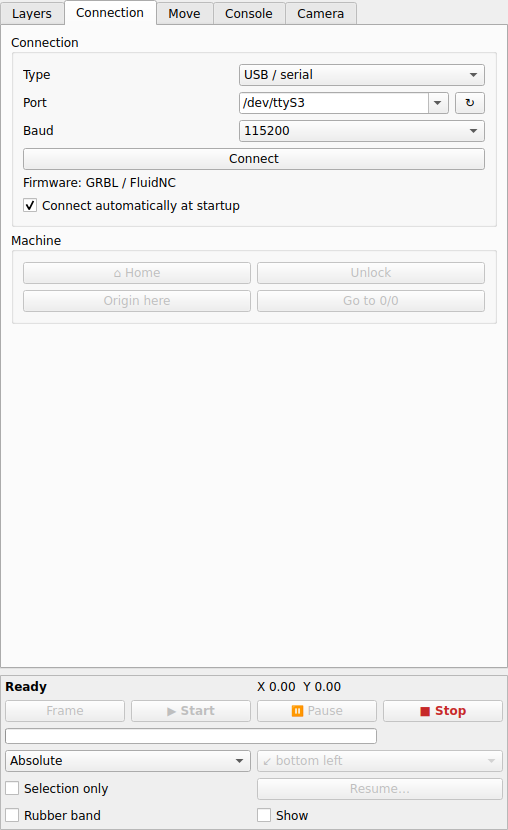 Layers Connection Move Console Camera
Connection
Type USB / serial
Port /dev/ttyS3 ↻
Baud 115200
Connect
Firmware: GRBL / FluidNC
Connect automatically at startup
Machine
⌂ Home Unlock
Origin here Go to 0/0
Ready X 0.00 Y 0.00
Frame ▶ Start ⏸ Pause ■ Stop
Absolute ↙ bottom left
Selection only Resume...
Rubber band Show